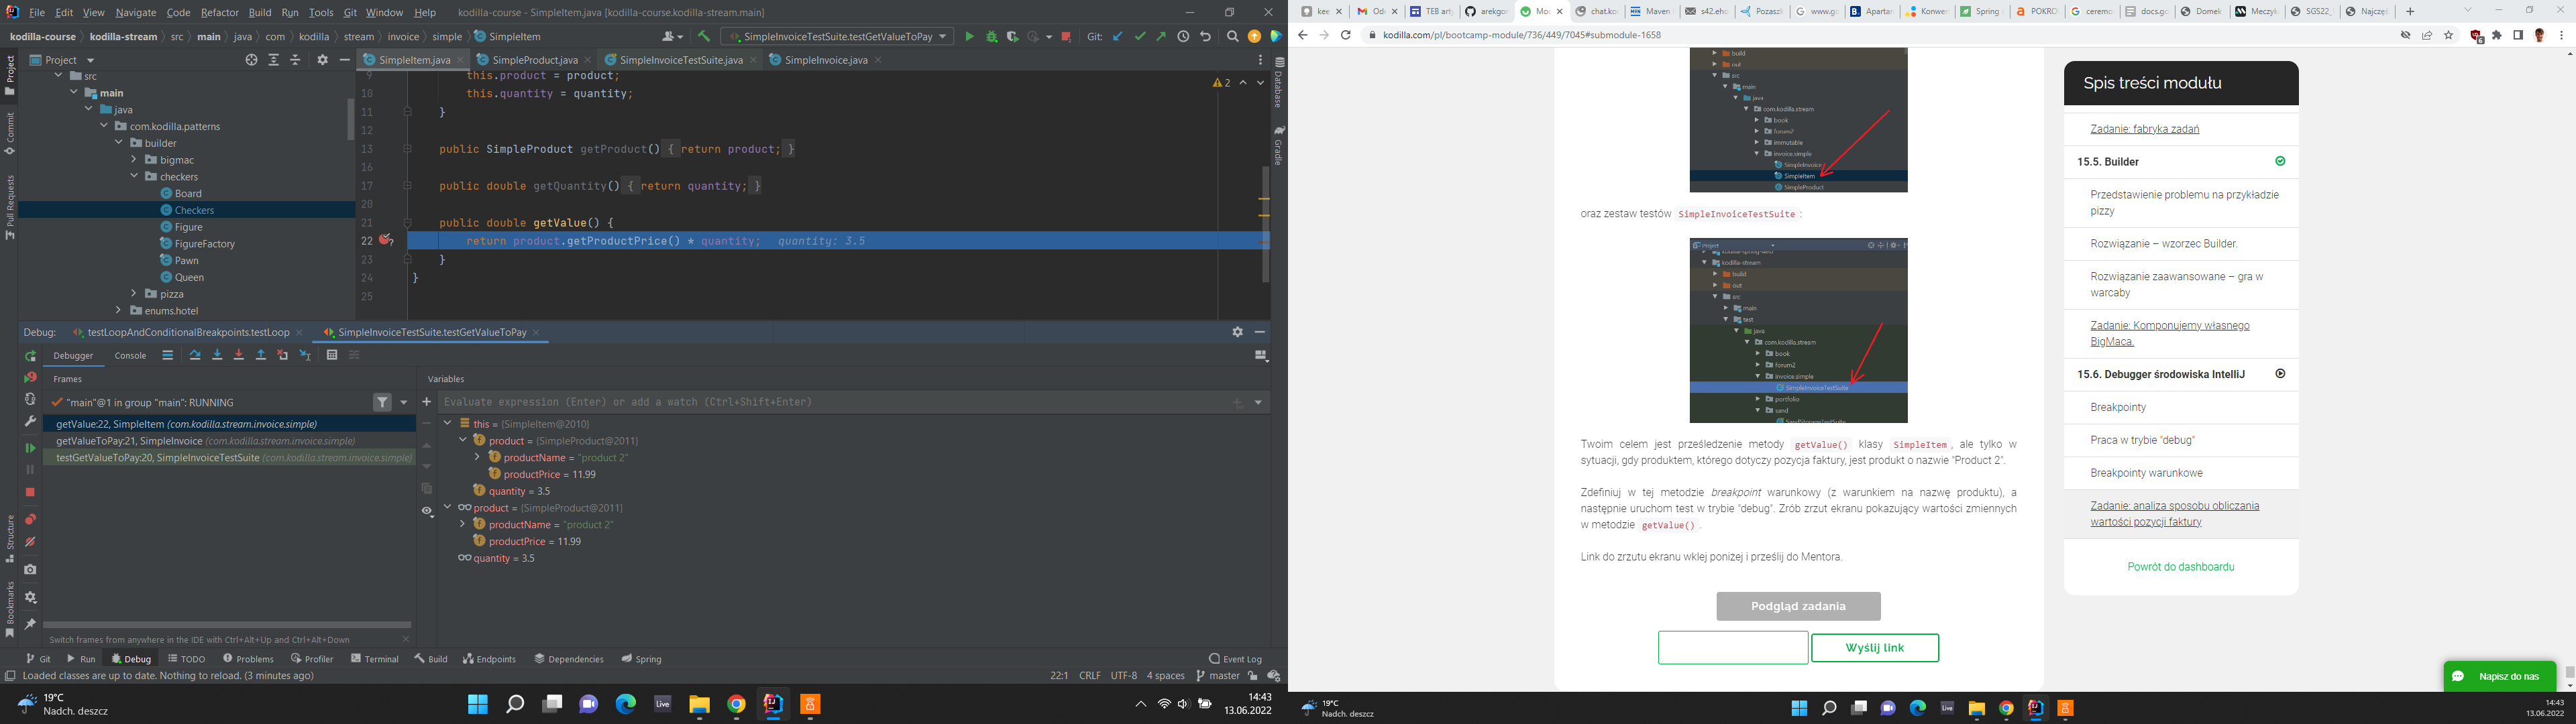 File Edit View Navigate Code Refactor Build Run Tools Git Window Help kodilla-course - SimpleItem.java [kodilla-course.kodilla-stream.main]
kodilla-course kodilla-stream src main java com kodilla stream invoice simple SimpleItem
SimpleInvoiceTestSuite.testGetValueToPay
Git:
Project
SimpleItem.java
SimpleProduct.java
SimpleInvoiceTestSuite.java
SimpleInvoice.java
src
main
java
com.kodilla.patterns
builder
bigmac
checkers
Board
Checkers
Figure
FigureFactory
Pawn
Queen
pizza
enums.hotel
Project
Commit
Pull Requests
Structure
Bookmarks
Database
Gradle
2
9 this.product = product;
10 this.quantity = quantity;
11 }
12
13 public SimpleProduct getProduct() { return product; }
16
17 public double getQuantity() { return quantity; }
20
21 public double getValue() {
22 return product.getProductPrice() * quantity; quantity: 3.5
23 }
24 }
25
Debug: testLoopAndConditionalBreakpoints.testLoop SimpleInvoiceTestSuite.testGetValueToPay
Debugger Console
Frames
Variables
"main"@1 in group "main": RUNNING
Evaluate expression (Enter) or add a watch (Ctrl+Shift+Enter)
getValue:22, SimpleItem (com.kodilla.stream.invoice.simple)
getValueToPay:21, SimpleInvoice (com.kodilla.stream.invoice.simple)
testGetValueToPay:20, SimpleInvoiceTestSuite (com.kodilla.stream.invoice.simple)
this = {SimpleItem@2010}
product = {SimpleProduct@2011}
productName = "product 2"
productPrice = 11.99
quantity = 3.5
product = {SimpleProduct@2011}
productName = "product 2"
productPrice = 11.99
quantity = 3.5
Switch frames from anywhere in the IDE with Ctrl+Alt+Up and Ctrl+Alt+Down
Git Run Debug TODO Problems Profiler Terminal Build Endpoints Dependencies Spring Event Log
Loaded classes are up to date. Nothing to reload. (3 minutes ago)
22:1 CRLF UTF-8 4 spaces master
19°C
Nadch. deszcz
Live
14:43
13.06.2022
kodilla.com/pl/bootcamp-module/736/449/7045#submodule-1658
build
out
src
main
java
com.kodilla.stream
book
forum2
immutable
invoice.simple
SimpleInvoice
SimpleItem
SimpleProduct
oraz zestaw testów SimpleInvoiceTestSuite:
Project
kodilla-stream
build
out
src
main
test
java
com.kodilla.stream
book
forum2
invoice.simple
SimpleInvoiceTestSuite
portfolio
sand
Twoim celem jest prześledzenie metody getValue() klasy SimpleItem, ale tylko w
sytuacji, gdy produktem, którego dotyczy pozycja faktury, jest produkt o nazwie "Product 2".
Zdefiniuj w tej metodzie breakpoint warunkowy (z warunkiem na nazwę produktu), a
następnie uruchom test w trybie "debug". Zrób zrzut ekranu pokazujący wartości zmiennych
w metodzie getValue().
Link do zrzutu ekranu wklej poniżej i prześlij do Mentora.
Podgląd zadania
Wyślij link
Spis treści modułu
Zadanie: fabryka zadań
15.5. Builder
Przedstawienie problemu na przykładzie
pizzy
Rozwiązanie – wzorzec Builder.
Rozwiązanie zaawansowane – gra w
warcaby
Zadanie: Komponujemy własnego
BigMaca.
15.6. Debugger środowiska IntelliJ
Breakpointy
Praca w trybie "debug"
Breakpointy warunkowe
Zadanie: analiza sposobu obliczania
wartości pozycji faktury
Powrót do dashboardu
Napisz do nas
19°C
Nadch. deszcz
14:43
13.06.2022